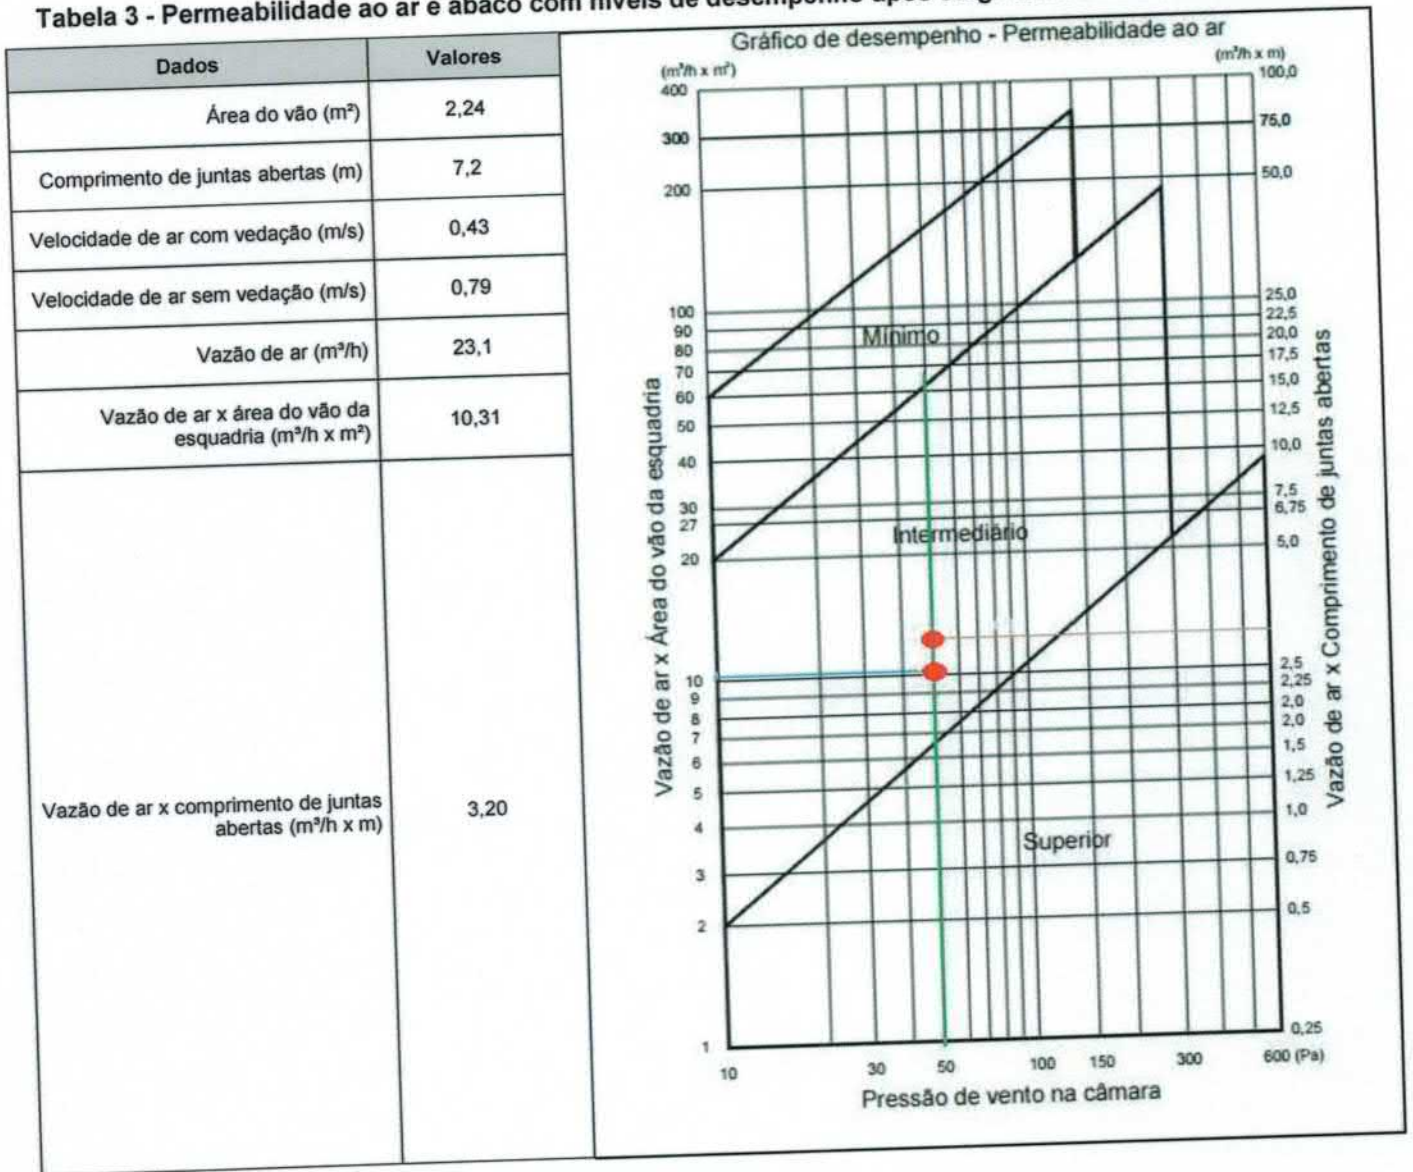 Tabela 3 - Permeabilidade ao ar e ábaco com níveis de desempenho após
Dados Valores
Área do vão (m²) 2,24
Comprimento de juntas abertas (m) 7,2
Velocidade de ar com vedação (m/s) 0,43
Velocidade de ar sem vedação (m/s) 0,79
Vazão de ar (m³/h) 23,1
Vazão de ar x área do vão da
esquadria (m³/h x m²) 10,31
Vazão de ar x comprimento de juntas
abertas (m³/h x m) 3,20
Gráfico de desempenho - Permeabilidade ao ar
(m³/h x m²)
(m³/h x m)
Vazão de ar x Área do vão da esquadria
400
300
200
100
90
80
70
60
50
40
30
27
20
10
9
8
7
6
5
4
3
2
1
Mínimo
Intermediário
Superior
100,0
75,0
50,0
25,0
22,5
20,0
17,5
15,0
12,5
10,0
7,5
6,75
5,0
2,5
2,25
2,0
2,0
1,5
1,25
1,0
0,75
0,5
0,25
Vazão de ar x Comprimento de juntas abertas
10 30 50 100 150 300 600 (Pa)
Pressão de vento na câmara